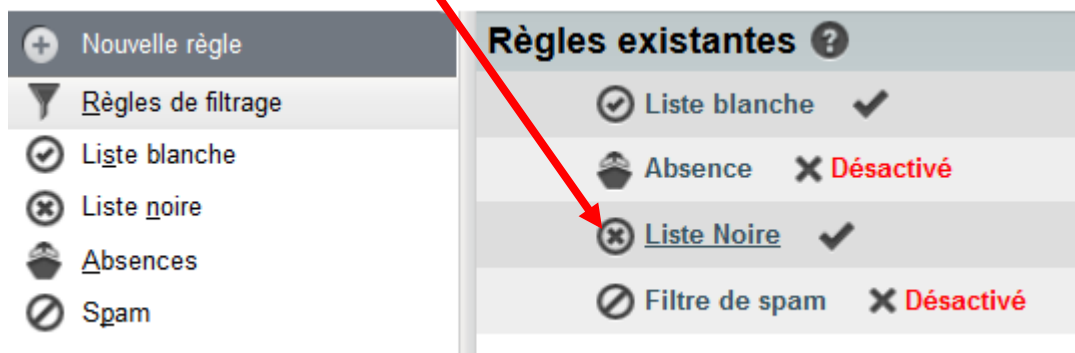 Nouvelle règle
Règles de filtrage
Liste blanche
Liste noire
Absences
Spam
Règles existantes ?
Liste blanche
Absence Désactivé
Liste Noire
Filtre de spam Désactivé